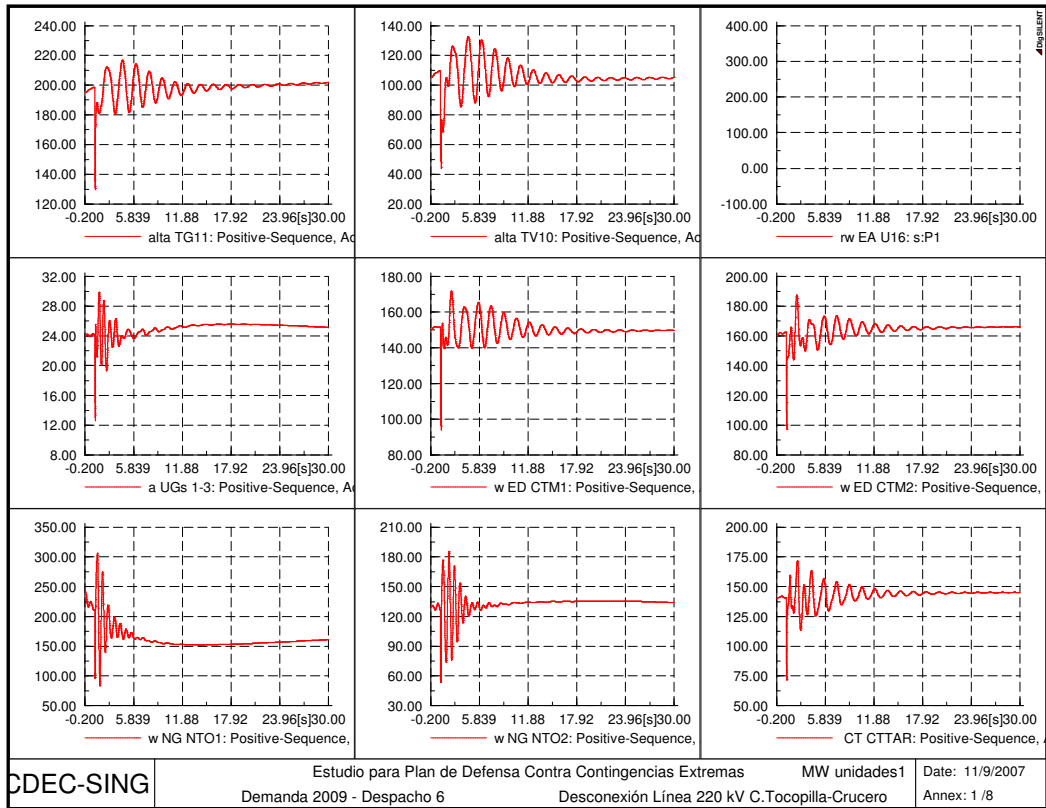 240.00
220.00
200.00
180.00
160.00
140.00
120.00
-0.200 5.839 11.88 17.92 23.96[s]30.00
alta TG11: Positive-Sequence, Ac
140.00
120.00
100.00
80.00
60.00
40.00
20.00
-0.200 5.839 11.88 17.92 23.96[s]30.00
alta TV10: Positive-Sequence, Ac
400.00
300.00
200.00
100.00
0.00
-100.00
-0.200 5.839 11.88 17.92 23.96[s]30.00
rw EA U16: s:P1
DIgSILENT
32.00
28.00
24.00
20.00
16.00
12.00
8.00
-0.200 5.839 11.88 17.92 23.96[s]30.00
a UGs 1-3: Positive-Sequence, Ac
180.00
160.00
140.00
120.00
100.00
80.00
-0.200 5.839 11.88 17.92 23.96[s]30.00
w ED CTM1: Positive-Sequence, A
200.00
180.00
160.00
140.00
120.00
100.00
80.00
-0.200 5.839 11.88 17.92 23.96[s]30.00
w ED CTM2: Positive-Sequence,
350.00
300.00
250.00
200.00
150.00
100.00
50.00
-0.200 5.839 11.88 17.92 23.96[s]30.00
w NG NTO1: Positive-Sequence,
210.00
180.00
150.00
120.00
90.00
60.00
30.00
-0.200 5.839 11.88 17.92 23.96[s]30.00
w NG NTO2: Positive-Sequence,
200.00
175.00
150.00
125.00
100.00
75.00
50.00
-0.200 5.839 11.88 17.92 23.96[s]30.00
CT CTTAR: Positive-Sequence, A
CDEC-SING
Estudio para Plan de Defensa Contra Contingencias Extremas MW unidades1
Demanda 2009 - Despacho 6 Desconexión Línea 220 kV C.Tocopilla-Crucero
Date: 11/9/2007
Annex: 1 /8